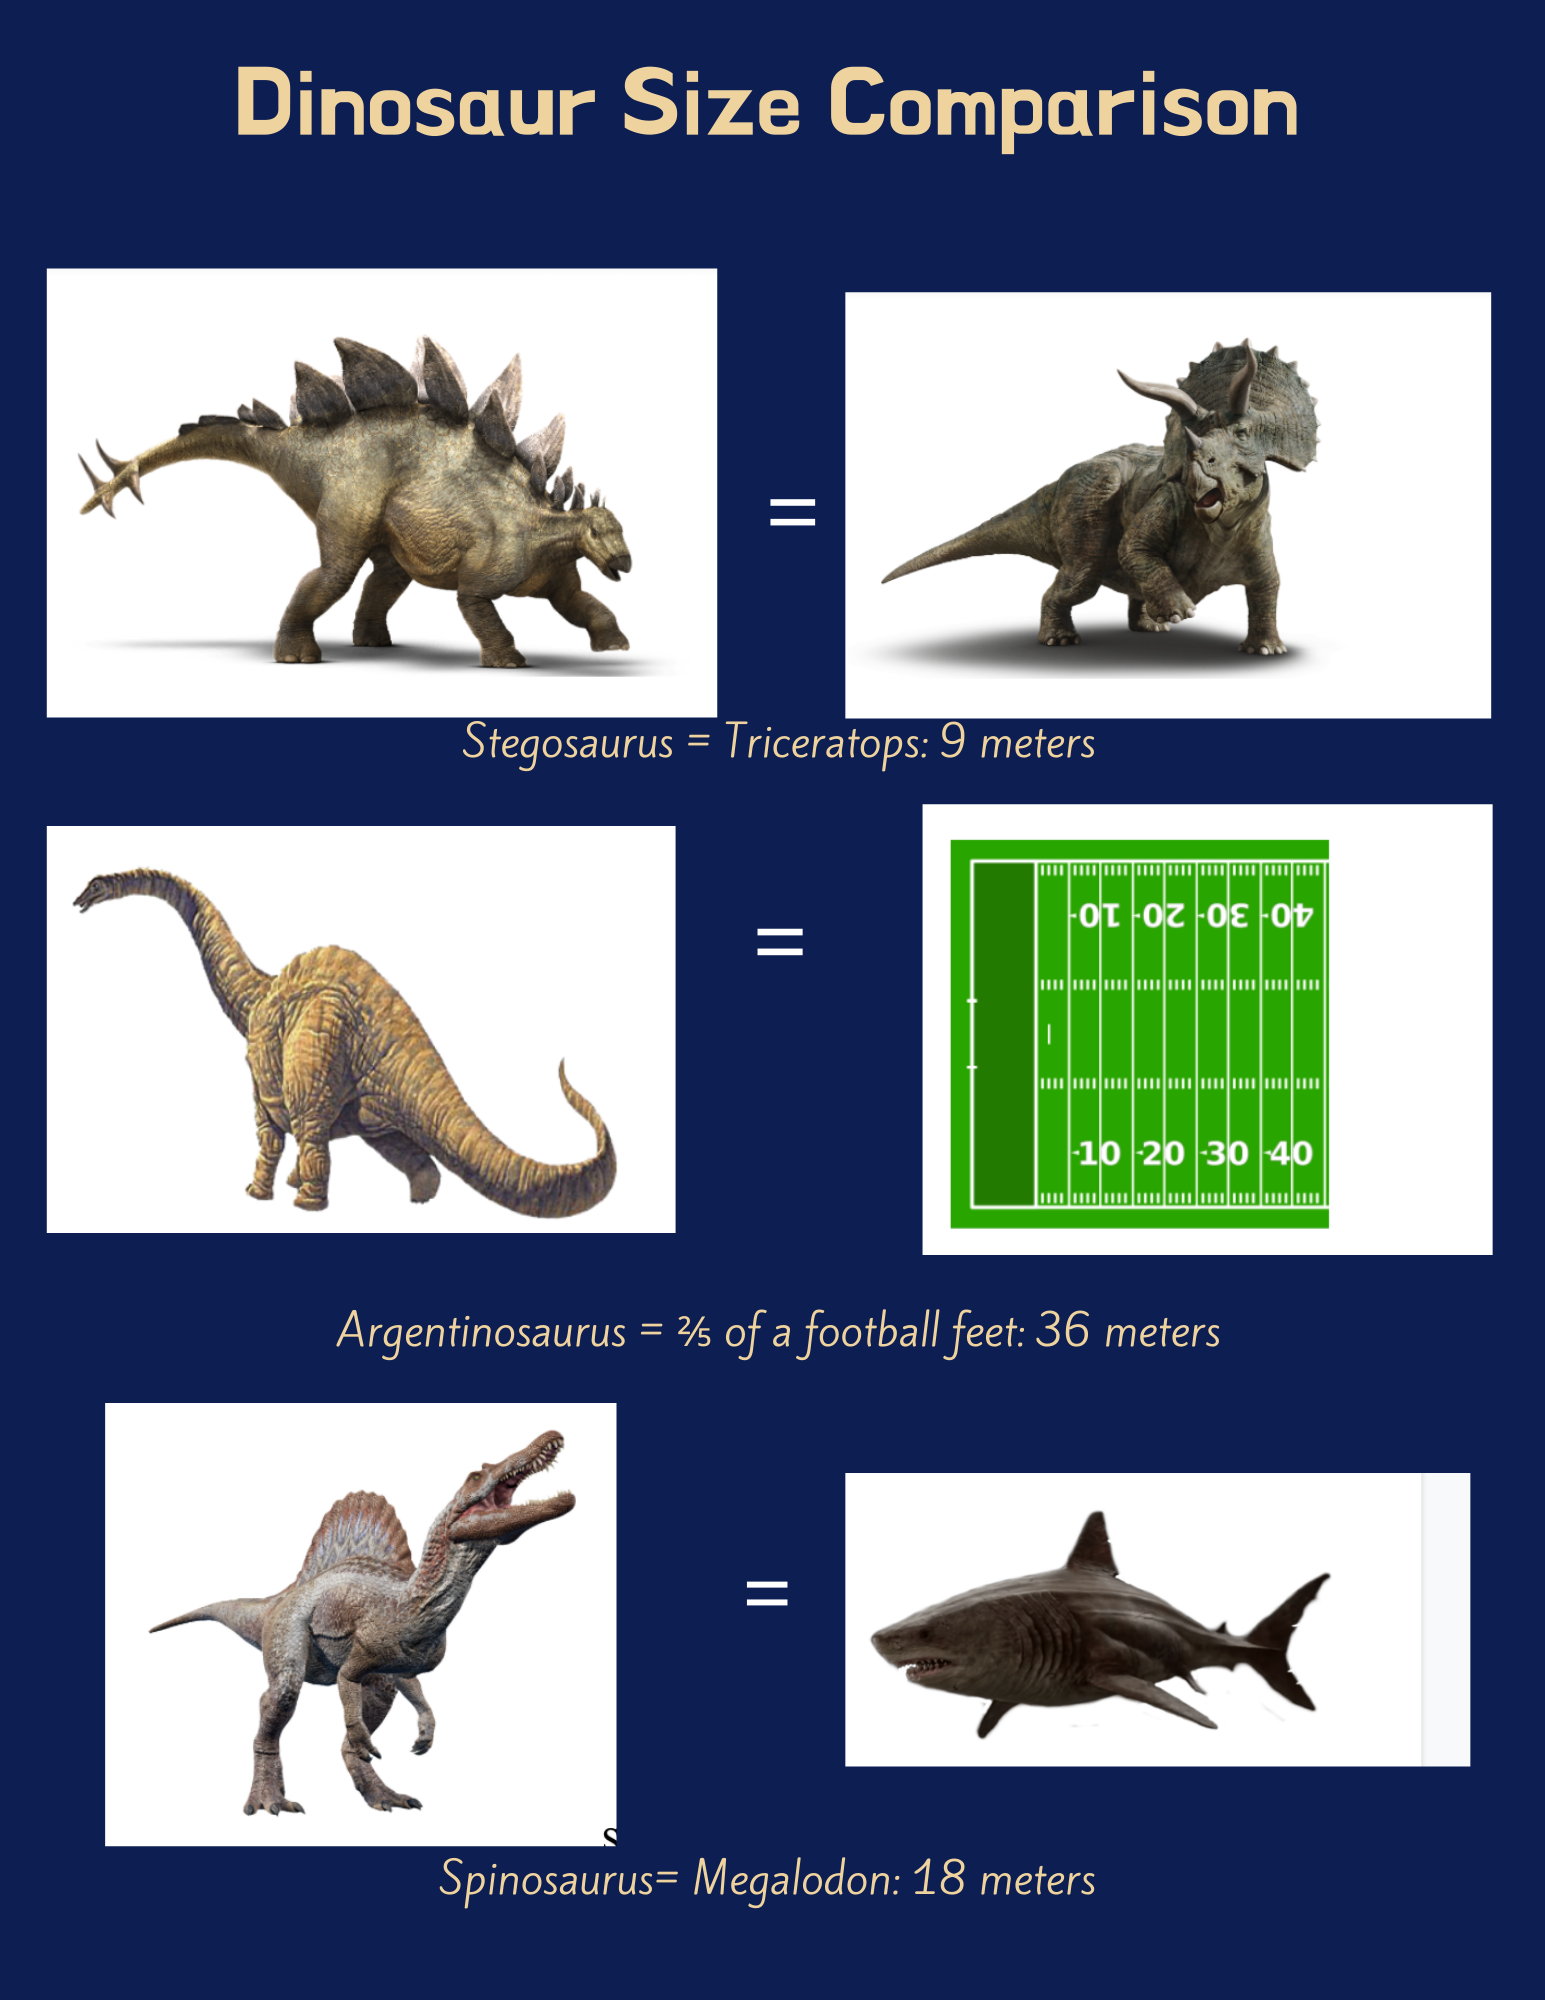 Dinosaur Size Comparison
=
Stegosaurus = Triceratops: 9 meters
=
10 20 30 40
10 20 30 40
Argentinosaurus = ⅖ of a football feet: 36 meters
=
S
Spinosaurus= Megalodon: 18 meters